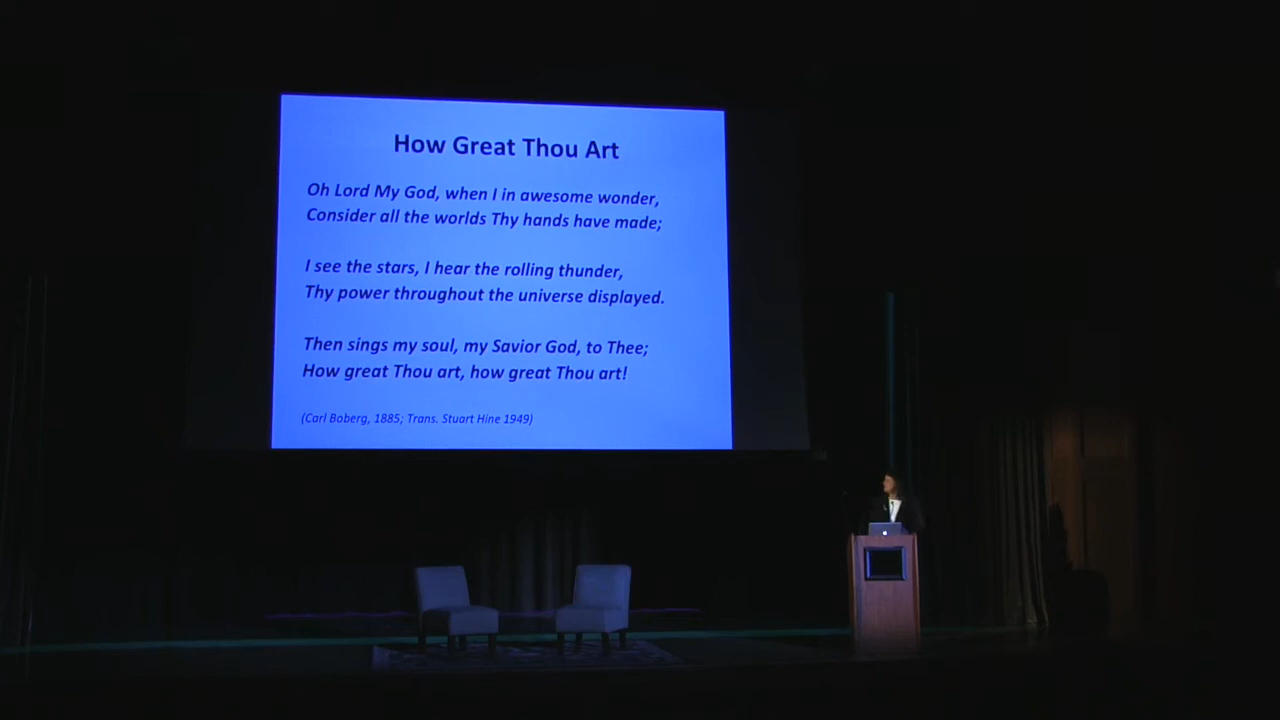 How Great Thou Art
Oh Lord My God, when I in awesome wonder,
Consider all the worlds Thy hands have made;
I see the stars, I hear the rolling thunder,
Thy power throughout the universe displayed.
Then sings my soul, my Savior God, to Thee;
How great Thou art, how great Thou art!
(Carl Boberg, 1885; Trans. Stuart Hine 1949)